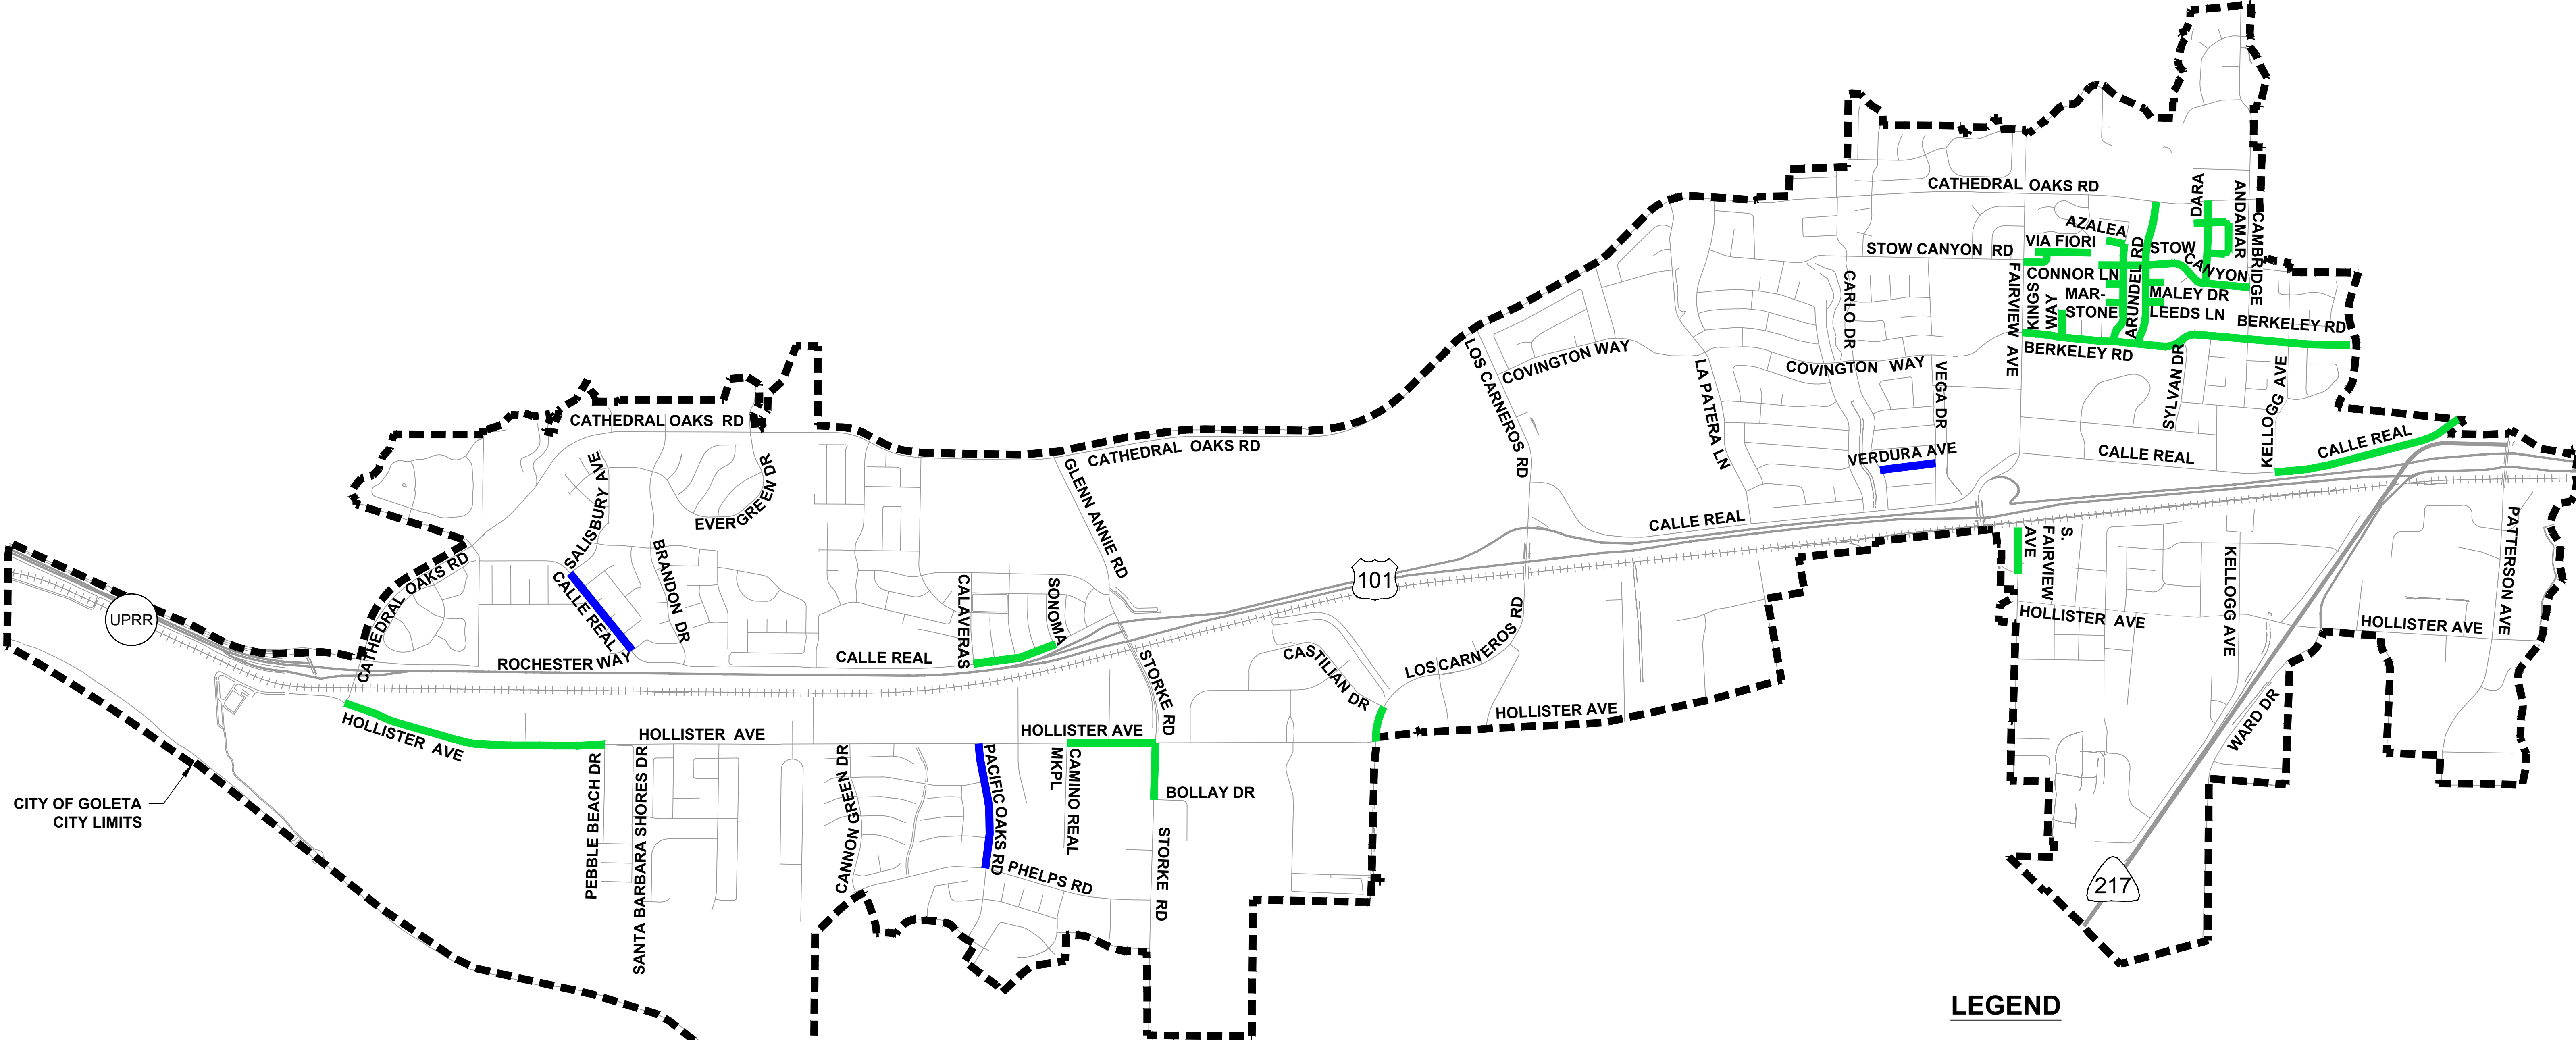 CATHEDRAL OAKS RD
DARA
ANDAMAR
CAMBRIDGE
AZALEA
VIA FIORI
STOW CANYON RD
ARUNDEL RD
STOW
CANYON
CONNOR LN
MAR-
STONE
MALEY DR
LEEDS LN
KINGS
WAY
FAIRVIEW AVE
BERKELEY RD
BERKELEY RD
CARLO DR
LOS CARNEROS RD
COVINGTON WAY
LA PATERA LN
COVINGTON WAY
VEGA DR
SYLVAN DR
KELLOGG AVE
CATHEDRAL OAKS RD
CATHEDRAL OAKS RD
VERDURA AVE
CALLE REAL
CALLE REAL
SALISBURY AVE
EVERGREEN DR
GLENN ANNIE RD
CALLE REAL
S.
FAIRVIEW
AVE
PATTERSON AVE
CATHEDRAL OAKS RD
BRANDON DR
CALLE REAL
101
CALAVERAS
SONOMA
UPRR
LOS CARNEROS RD
HOLLISTER AVE
KELLOGG AVE
HOLLISTER AVE
ROCHESTER WAY
CALLE REAL
STORKE RD
CASTILIAN DR
HOLLISTER AVE
WARD DR
HOLLISTER AVE
HOLLISTER AVE
HOLLISTER AVE
PEBBLE BEACH DR
SANTA BARBARA SHORES DR
CANNON GREEN DR
PACIFIC OAKS RD
CAMINO REAL
MKPL
BOLLAY DR
CITY OF GOLETA
CITY LIMITS
PHELPS RD
STORKE RD
217
LEGEND